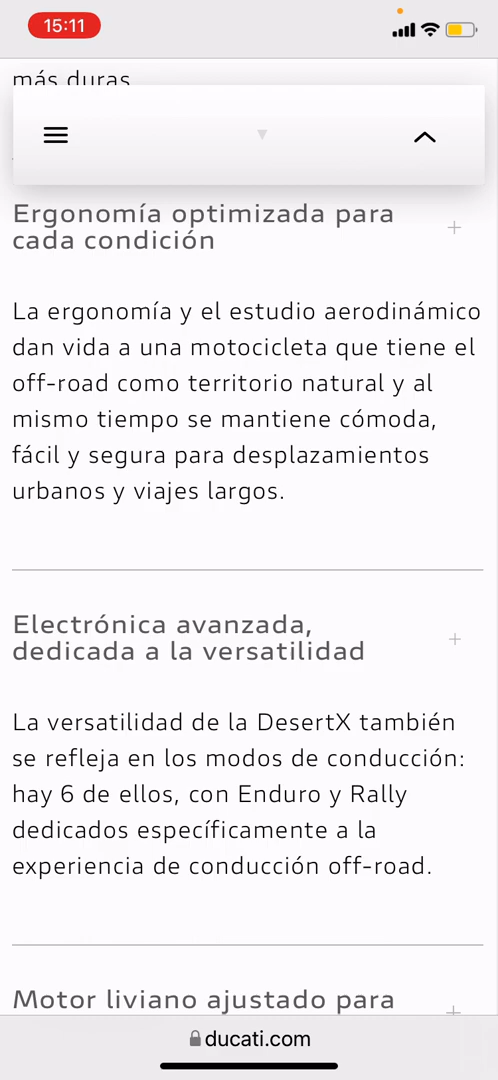 15:11
más duras
Ergonomía optimizada para
cada condición
La ergonomía y el estudio aerodinámico
dan vida a una motocicleta que tiene el
off-road como territorio natural y al
mismo tiempo se mantiene cómoda,
fácil y segura para desplazamientos
urbanos y viajes largos.
Electrónica avanzada,
dedicada a la versatilidad
La versatilidad de la DesertX también
se refleja en los modos de conducción:
hay 6 de ellos, con Enduro y Rally
dedicados específicamente a la
experiencia de conducción off-road.
Motor liviano ajustado para
ducati.com